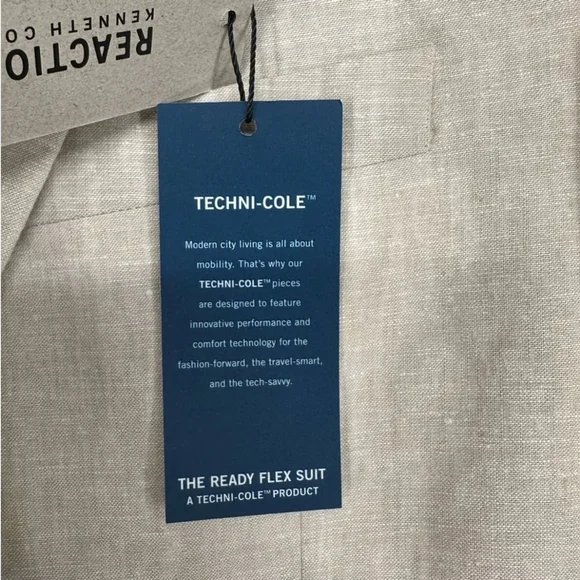 REACTIO
KENNETH CO
TECHNI-COLE™
Modern city living is all about
mobility. That's why our
TECHNI-COLE™ pieces
are designed to feature
innovative performance and
comfort technology for the
fashion-forward, the travel-smart,
and the tech-savvy.
THE READY FLEX SUIT
A TECHNI-COLE™ PRODUCT